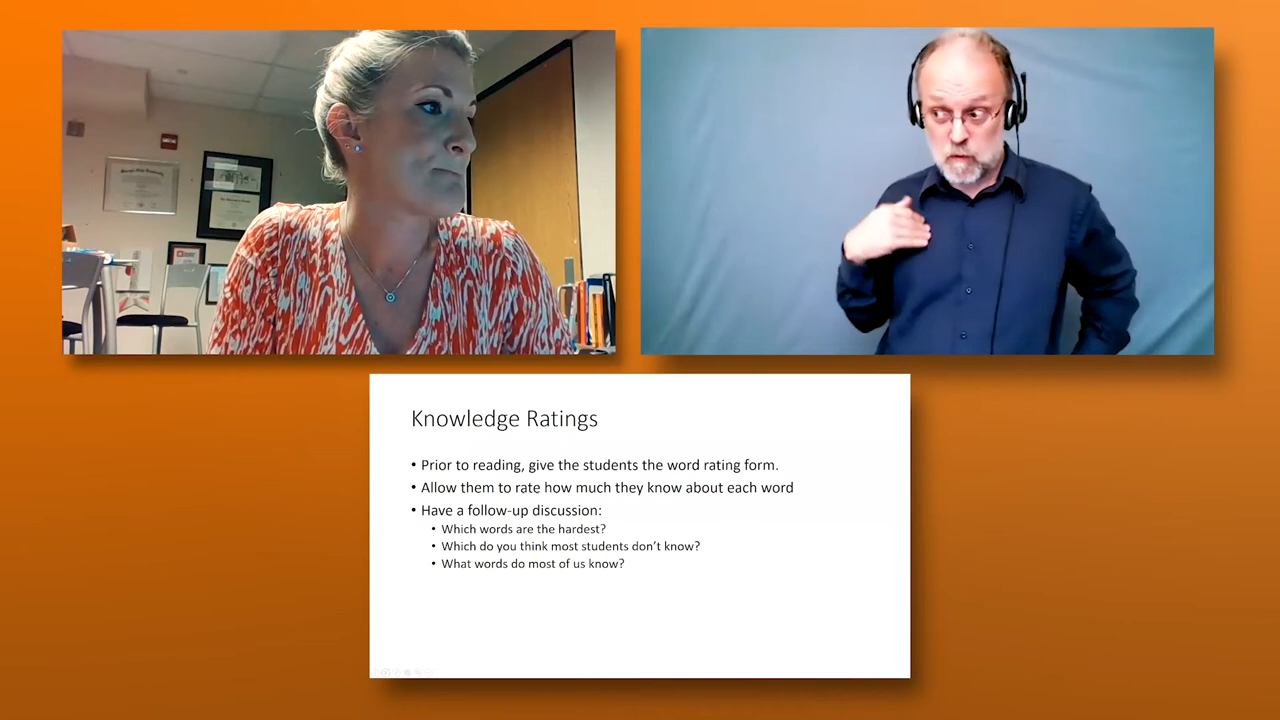 Knowledge Ratings
• Prior to reading, give the students the word rating form.
• Allow them to rate how much they know about each word
• Have a follow-up discussion:
• Which words are the hardest?
• Which do you think most students don't know?
• What words do most of us know?